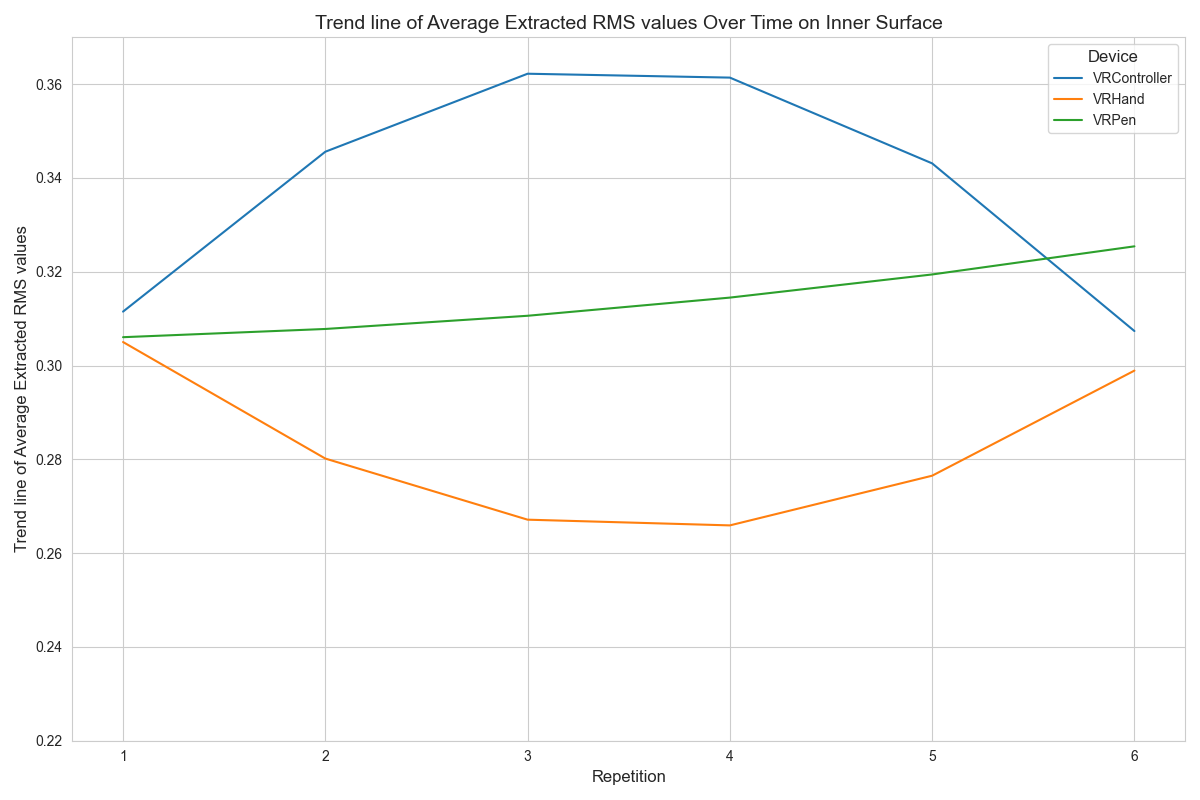 Trend line of Average Extracted RMS values Over Time on Inner Surface
Device
VRController
VRHand
VRPen
Trend line of Average Extracted RMS values
0.36
0.34
0.32
0.30
0.28
0.26
0.24
0.22
1 2 3 4 5 6
Repetition